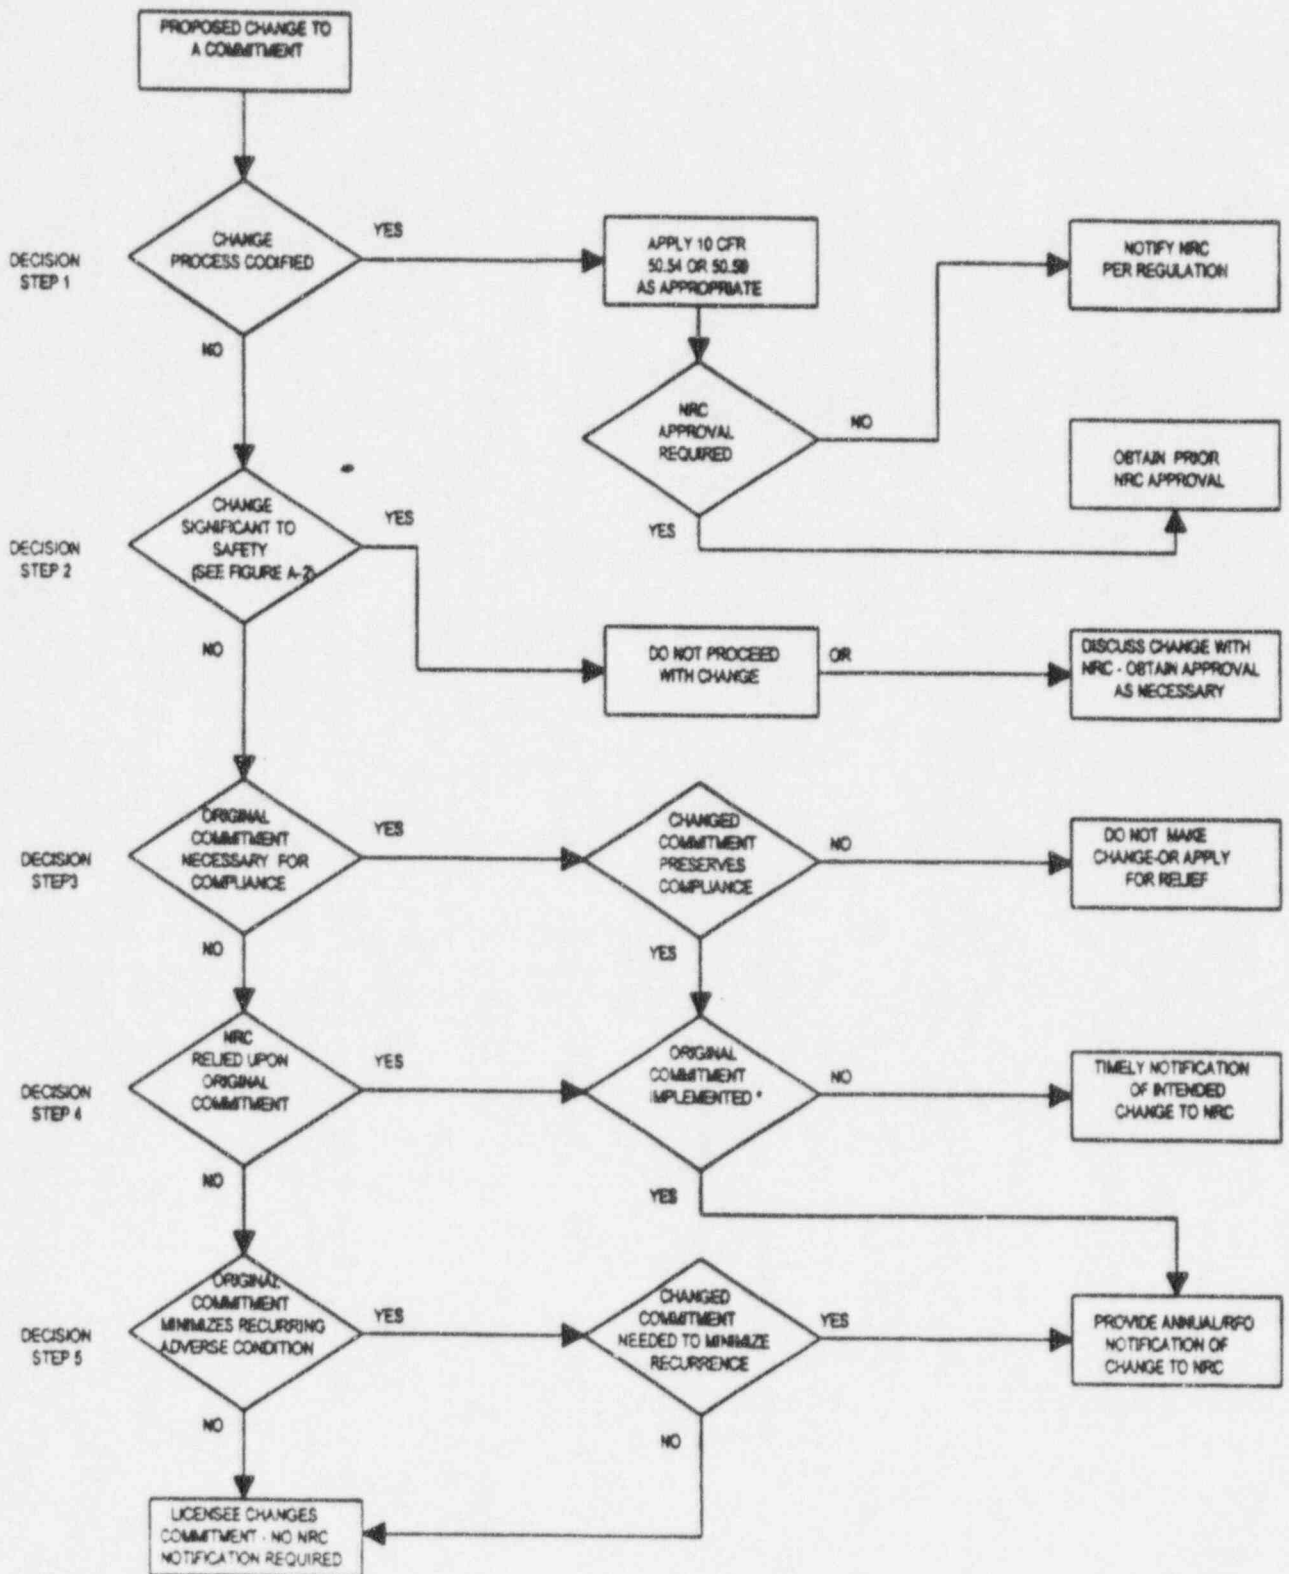 PROPOSED CHANGE TO
A COMMITMENT
DECISION
STEP 1
CHANGE
PROCESS CODIFIED
YES
NO
APPLY 10 CFR
50.54 OR 50.59
AS APPROPRIATE
NOTIFY NRC
PER REGULATION
NRC
APPROVAL
REQUIRED
NO
YES
OBTAIN PRIOR
NRC APPROVAL
DECISION
STEP 2
CHANGE
SIGNIFICANT TO
SAFETY
(SEE FIGURE A-2)
YES
NO
DO NOT PROCEED
WITH CHANGE
OR
DISCUSS CHANGE WITH
NRC - OBTAIN APPROVAL
AS NECESSARY
DECISION
STEP3
ORIGINAL
COMMITMENT
NECESSARY FOR
COMPLIANCE
YES
NO
CHANGED
COMMITMENT
PRESERVES
COMPLIANCE
NO
YES
DO NOT MAKE
CHANGE-OR APPLY
FOR RELIEF
DECISION
STEP 4
NRC
RELIED UPON
ORIGINAL
COMMITMENT
YES
NO
ORIGINAL
COMMITMENT
IMPLEMENTED *
NO
YES
TIMELY NOTIFICATION
OF INTENDED
CHANGE TO NRC
DECISION
STEP 5
ORIGINAL
COMMITMENT
MINIMIZES RECURRING
ADVERSE CONDITION
YES
NO
CHANGED
COMMITMENT
NEEDED TO MINIMIZE
RECURRENCE
YES
NO
PROVIDE ANNUAL/RFO
NOTIFICATION OF
CHANGE TO NRC
LICENSEE CHANGES
COMMITMENT - NO NRC
NOTIFICATION REQUIRED